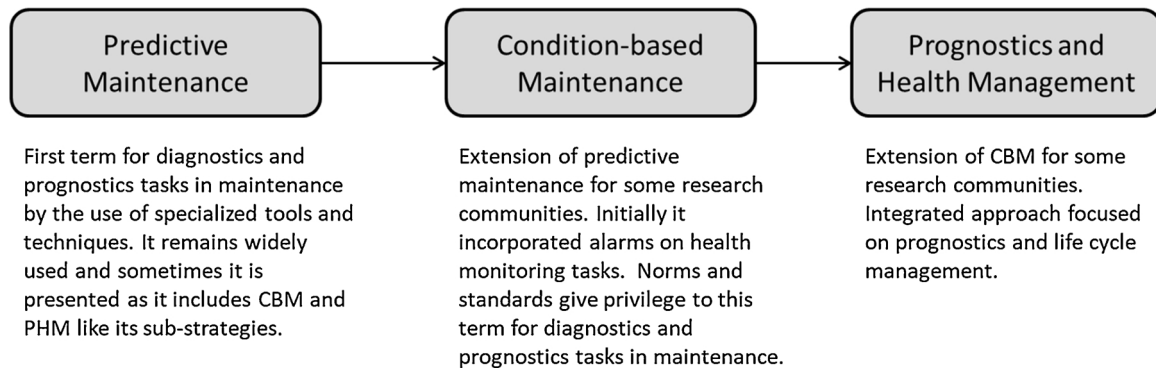 Predictive
Maintenance
Condition-based
Maintenance
Prognostics and
Health Management
First term for diagnostics and
prognostics tasks in maintenance
by the use of specialized tools and
techniques. It remains widely
used and sometimes it is
presented as it includes CBM and
PHM like its sub-strategies.
Extension of predictive
maintenance for some research
communities. Initially it
incorporated alarms on health
monitoring tasks.  Norms and
standards give privilege to this
term for diagnostics and
prognostics tasks in maintenance.
Extension of CBM for some
research communities.
Integrated approach focused
on prognostics and life cycle
management.